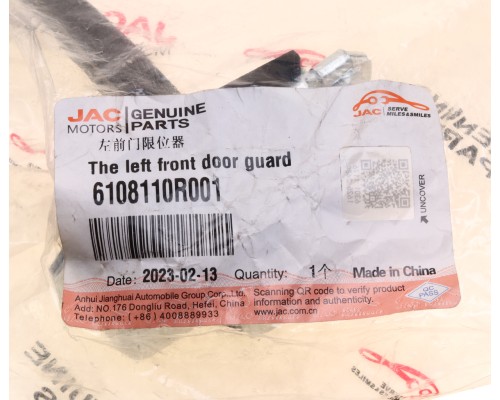 JAC MOTORS GENUINE PARTS
JAC SERVE MILES&SMILES
左前门限位器
The left front door guard
6108110R001
UNCOVER
Date: 2023-02-13 Quantity: 1个 Made in China
Anhui Jianghuai Automobile Group Corp.,Ltd.
Add: NO.176 Dongliu Road, Hefei, China
Telephone: (+86) 4008889933
Scanning QR code to verify product
information and authenticity.
www.jac.com.cn
QC
PASS